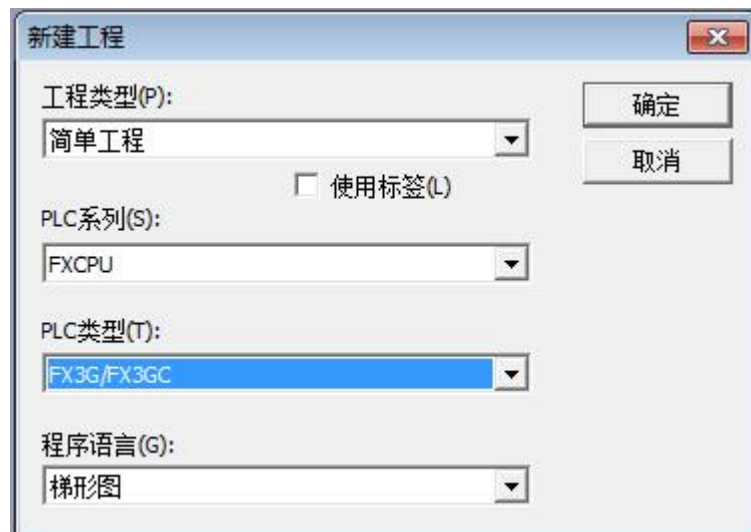 新建工程
工程类型(P):
简单工程
确定
取消
使用标签(L)
PLC系列(S):
FXCPU
PLC类型(T):
FX3G/FX3GC
程序语言(G):
梯形图